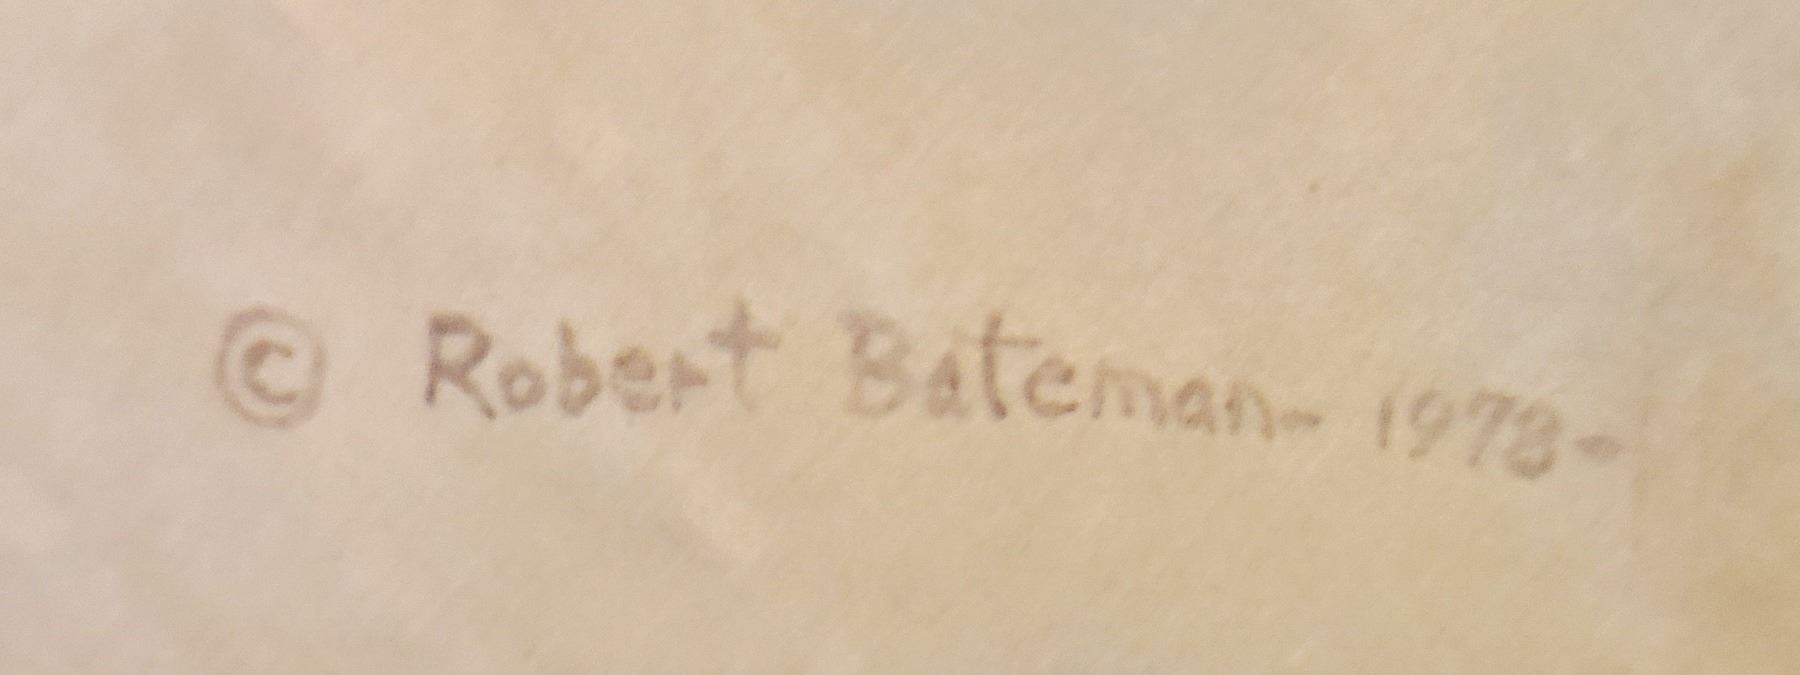 © Robert Bateman- 1978-